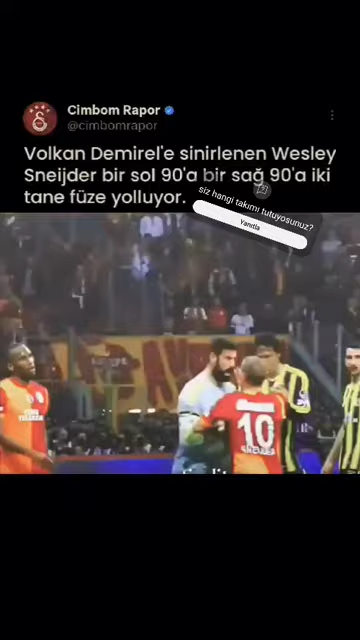 Cimbom Rapor
@cimbomrapor
Volkan Demirel'e sinirlenen Wesley
Sneijder bir sol 90'a bir sağ 90'a iki
tane füze yolluyor.
siz hangi takımı tutuyosunuz?
Yanıtla
10
SNEIJDER